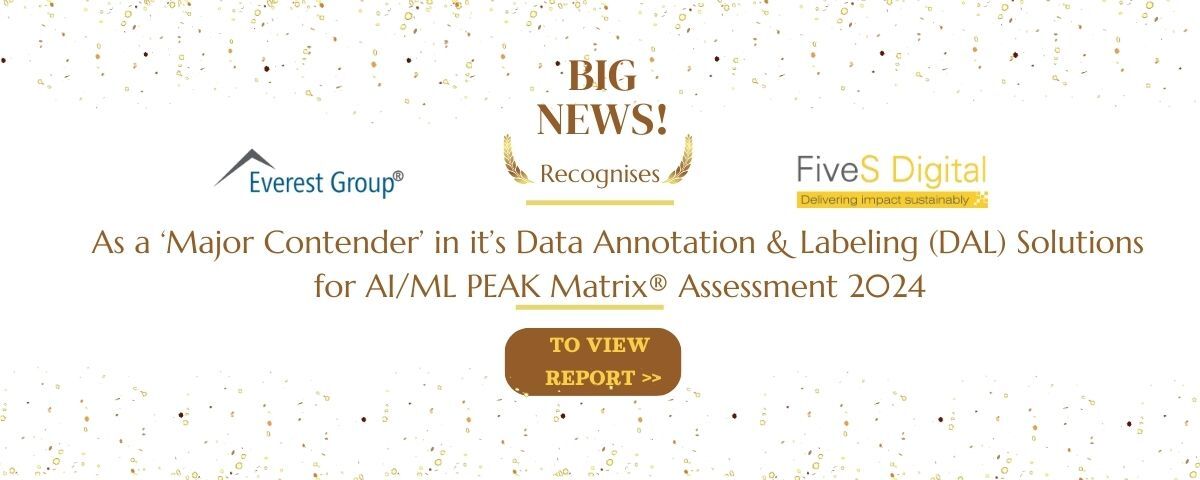 BIG
NEWS!
Everest Group®
Recognises
FiveS Digital
Delivering impact sustainably
As a ‘Major Contender’ in it’s Data Annotation & Labeling (DAL) Solutions
for AI/ML PEAK Matrix® Assessment 2024
TO VIEW
REPORT >>